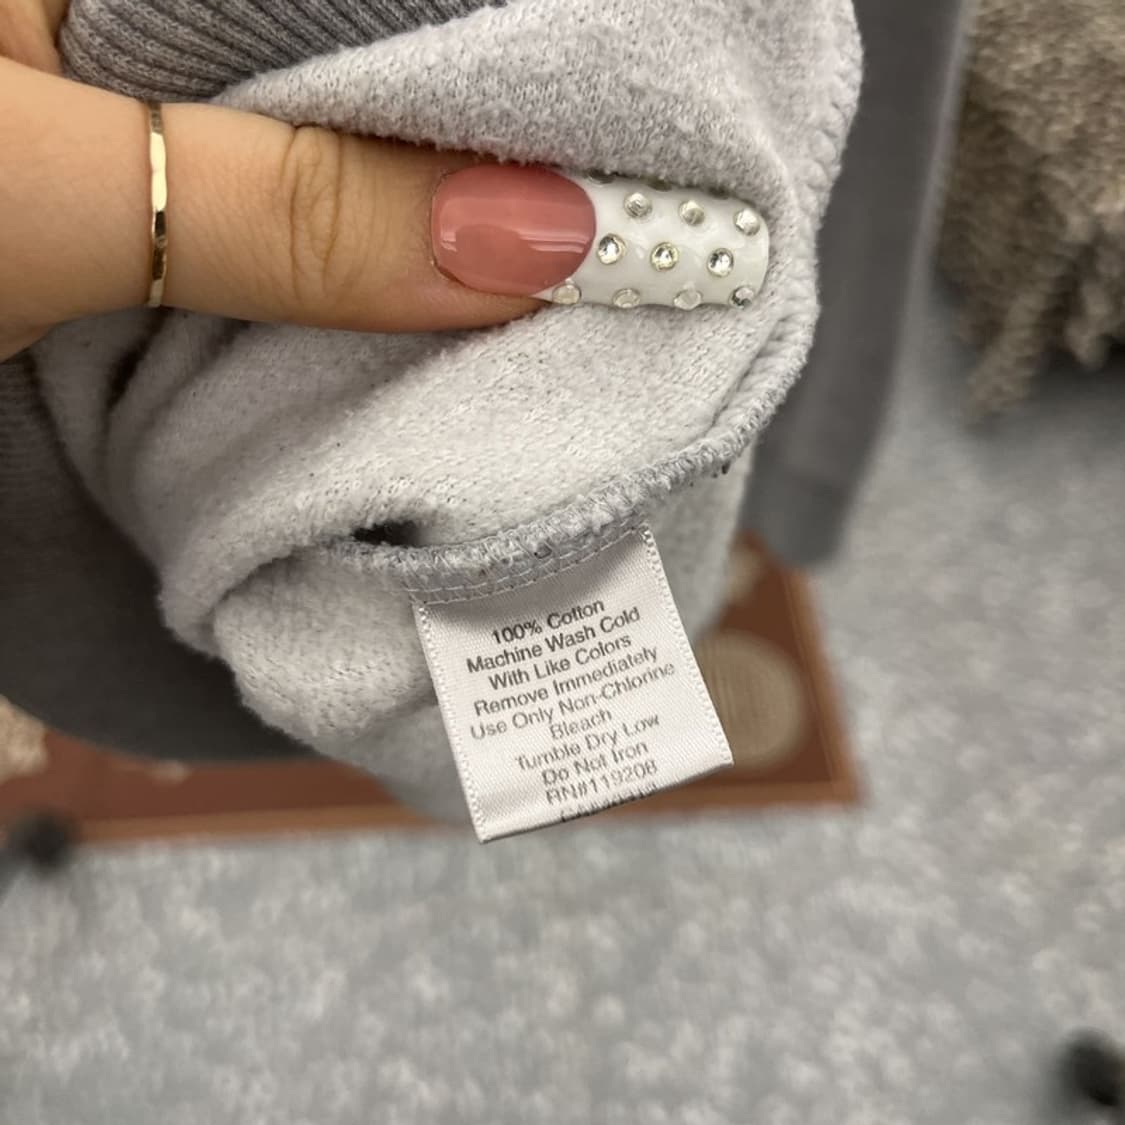 100% Cotton
Machine Wash Cold
With Like Colors
Remove Immediately
Use Only Non-Chlorine
Bleach
Tumble Dry Low
Do Not Iron
RN#119208